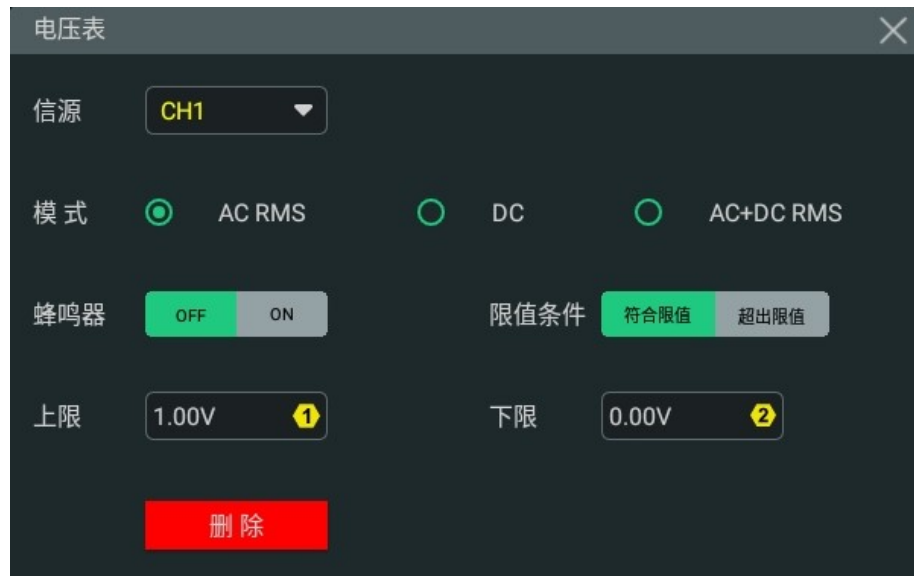 电压表
信源 CH1
模式 AC RMS DC AC+DC RMS
蜂鸣器 OFF ON 限值条件 符合限值 超出限值
上限 1.00V 1 下限 0.00V 2
删除